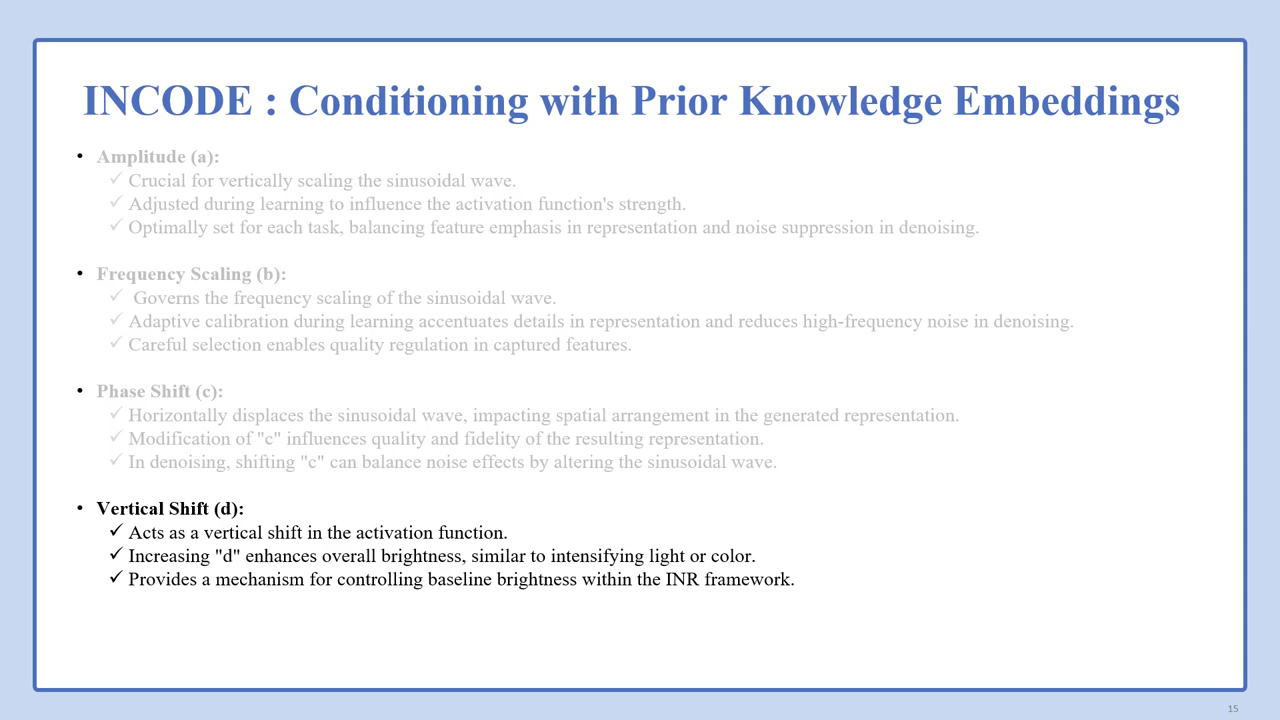 INCODE : Conditioning with Prior Knowledge Embeddings
• Amplitude (a):
✓ Crucial for vertically scaling the sinusoidal wave.
✓ Adjusted during learning to influence the activation function's strength.
✓ Optimally set for each task, balancing feature emphasis in representation and noise suppression in denoising.
• Frequency Scaling (b):
✓ Governs the frequency scaling of the sinusoidal wave.
✓ Adaptive calibration during learning accentuates details in representation and reduces high-frequency noise in denoising.
✓ Careful selection enables quality regulation in captured features.
• Phase Shift (c):
✓ Horizontally displaces the sinusoidal wave, impacting spatial arrangement in the generated representation.
✓ Modification of "c" influences quality and fidelity of the resulting representation.
✓ In denoising, shifting "c" can balance noise effects by altering the sinusoidal wave.
• Vertical Shift (d):
✓ Acts as a vertical shift in the activation function.
✓ Increasing "d" enhances overall brightness, similar to intensifying light or color.
✓ Provides a mechanism for controlling baseline brightness within the INR framework.
15